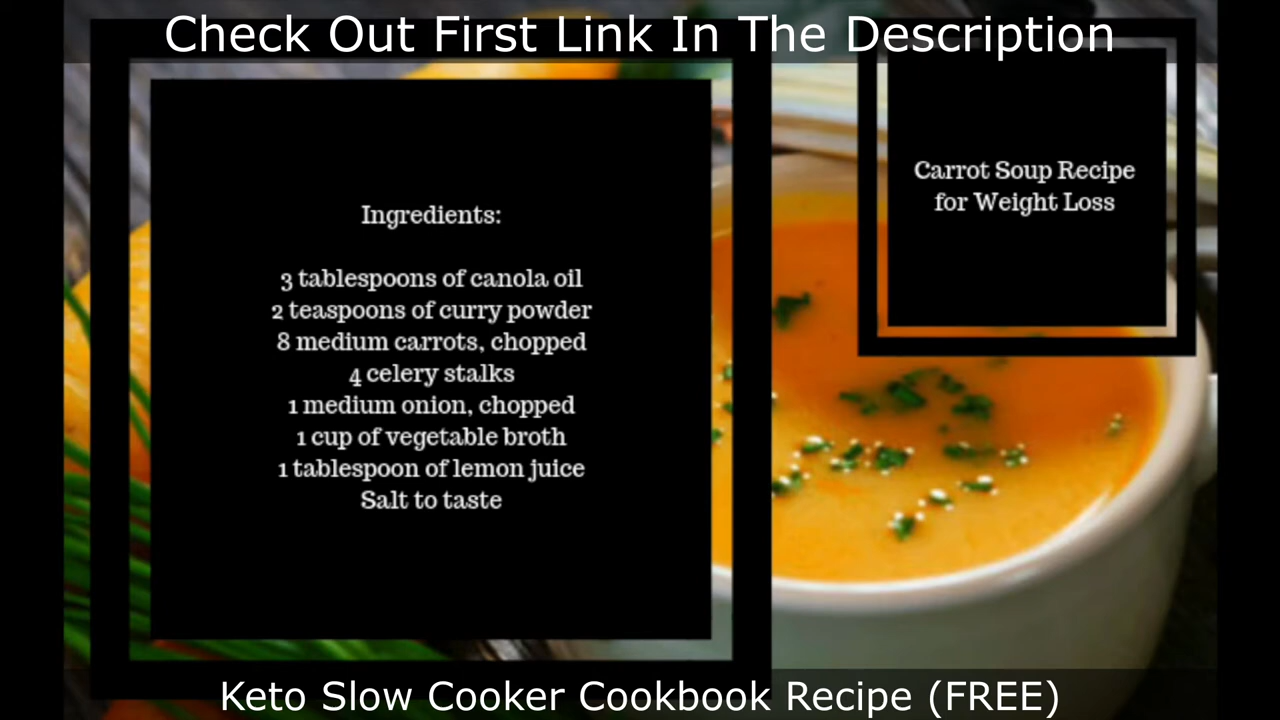 Check Out First Link In The Description
Carrot Soup Recipe
for Weight Loss
Ingredients:
3 tablespoons of canola oil
2 teaspoons of curry powder
8 medium carrots, chopped
4 celery stalks
1 medium onion, chopped
1 cup of vegetable broth
1 tablespoon of lemon juice
Salt to taste
Keto Slow Cooker Cookbook Recipe (FREE)